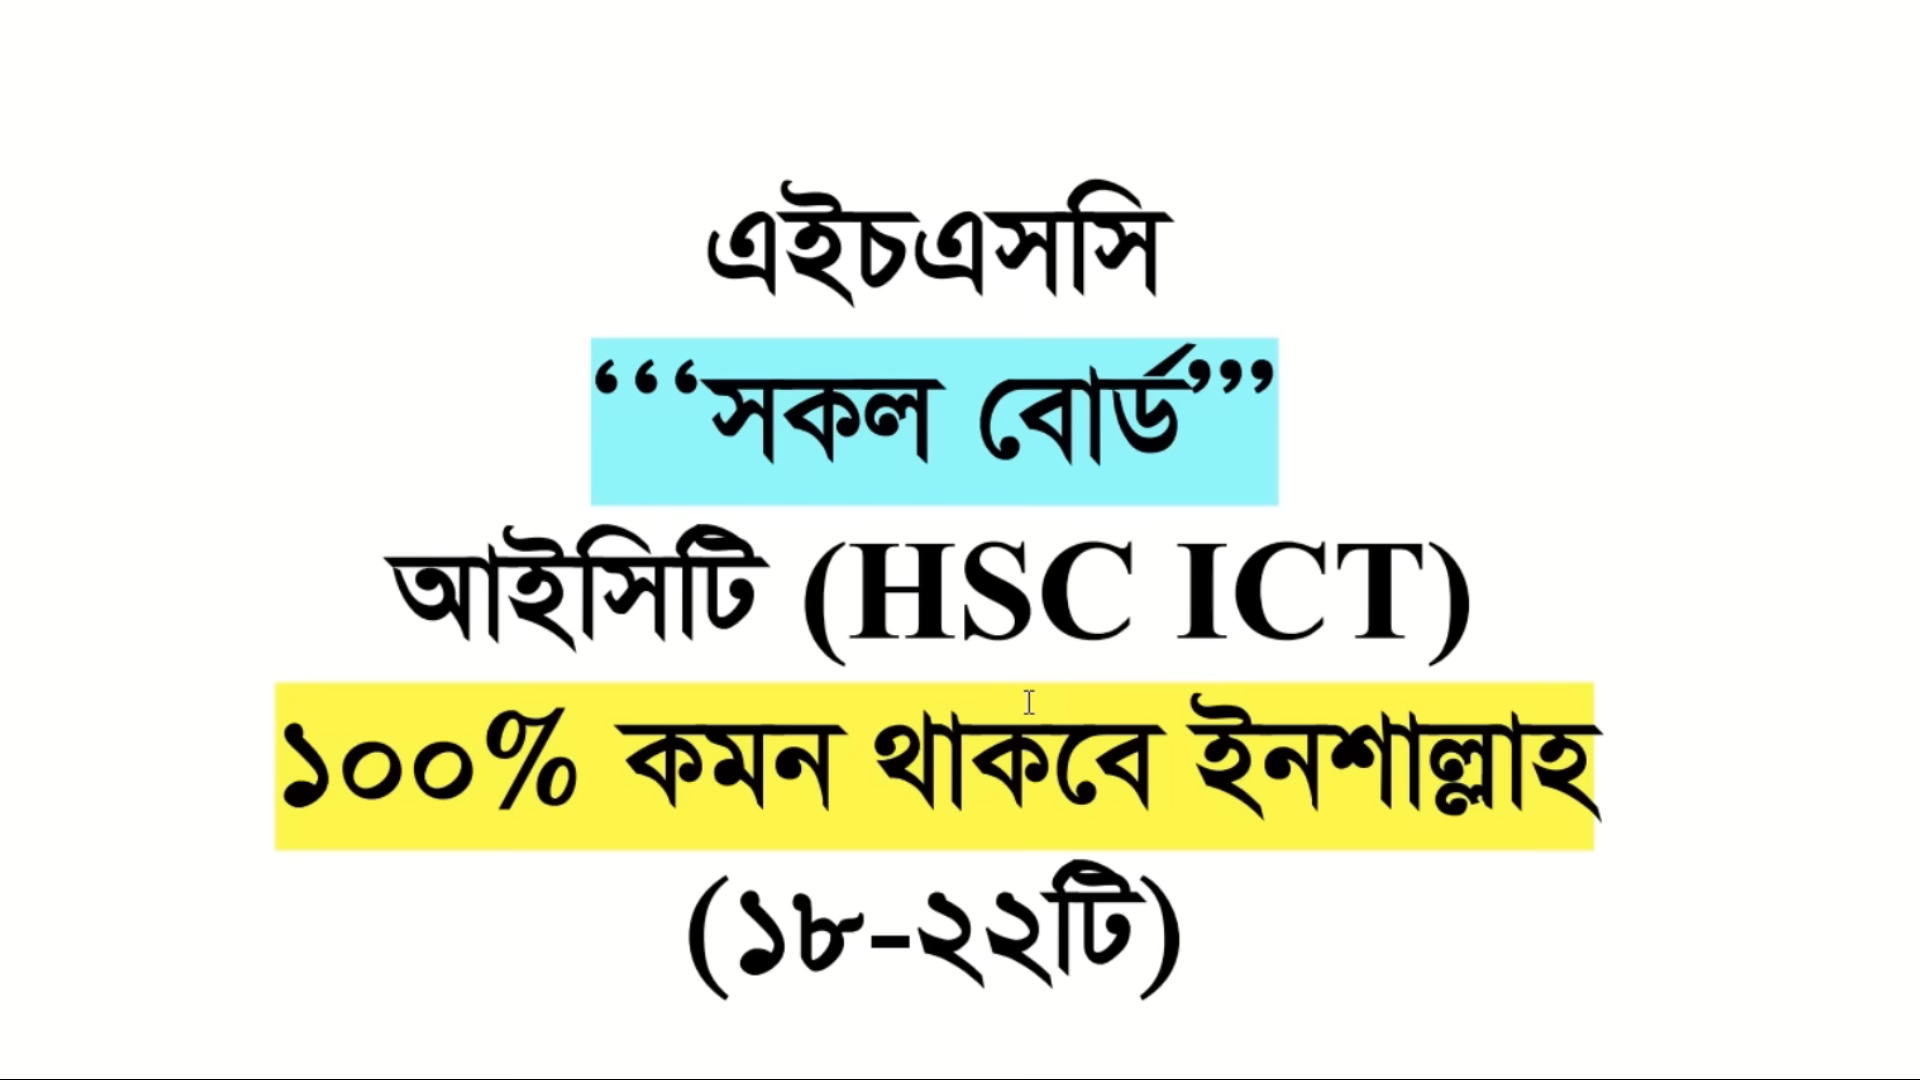 এইচএসসি
‘‘‘সকল বোর্ড’’’
আইসিটি (HSC ICT)
১০০% কমন থাকবে ইনশাল্লাহ
(১৮-২২টি)